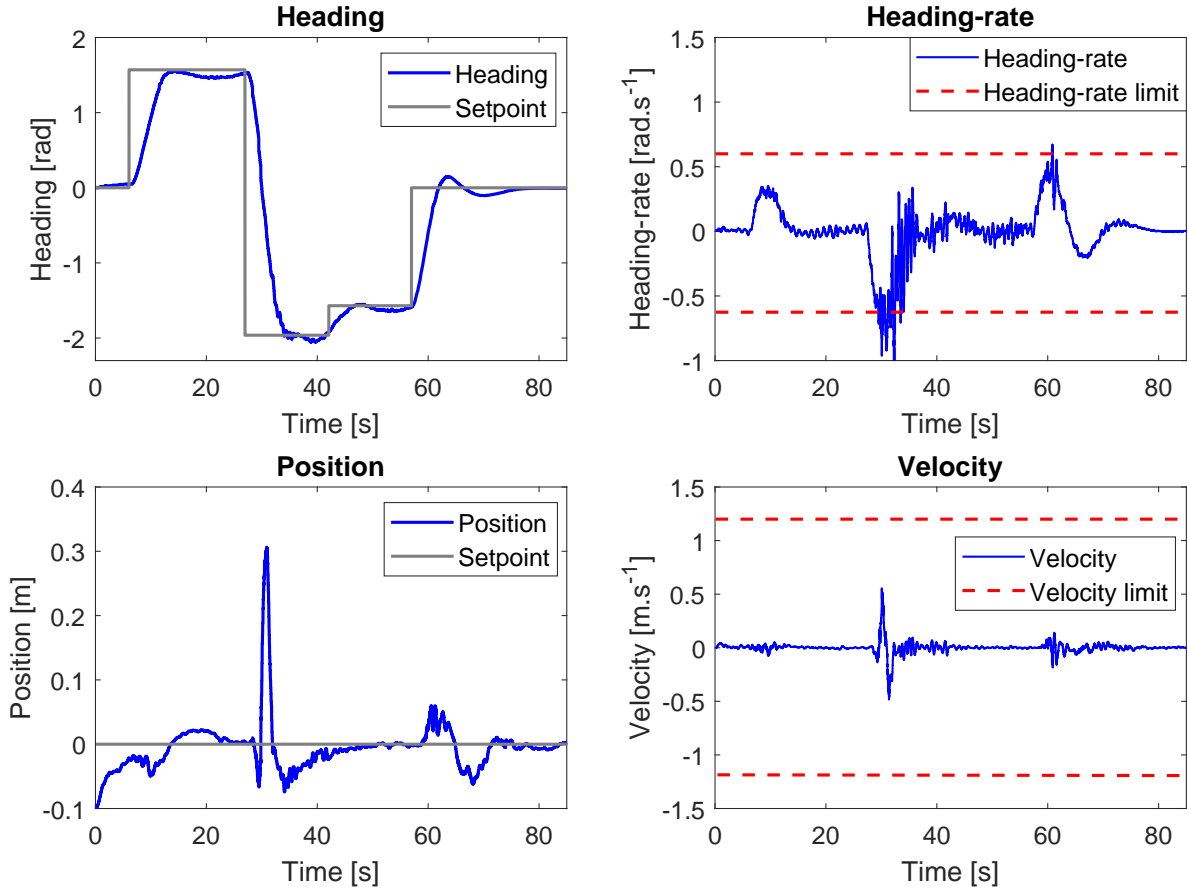 Heading
2
1
0
-1
-2
Heading [rad]
Heading
Setpoint
0 20 40 60 80
Time [s]
Heading-rate
1.5
1
0.5
0
-0.5
-1
Heading-rate [rad.s-1]
Heading-rate
Heading-rate limit
0 20 40 60 80
Time [s]
Position
0.4
0.3
0.2
0.1
0
-0.1
Position [m]
Position
Setpoint
0 20 40 60 80
Time [s]
Velocity
1.5
1
0.5
0
-0.5
-1
-1.5
Velocity [m.s-1]
Velocity
Velocity limit
0 20 40 60 80
Time [s]